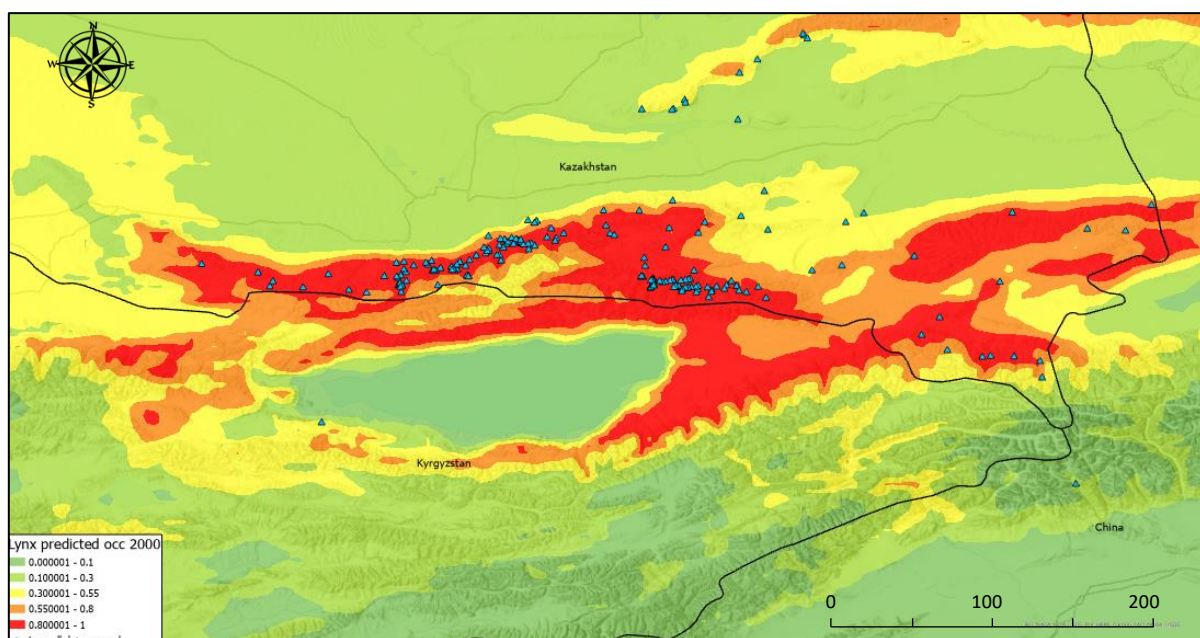 N
W E
S
Kazakhstan
Kyrgyzstan
China
Lynx predicted occ 2000
0.000001 - 0.1
0.100001 - 0.3
0.300001 - 0.55
0.550001 - 0.8
0.800001 - 1
0 100 200